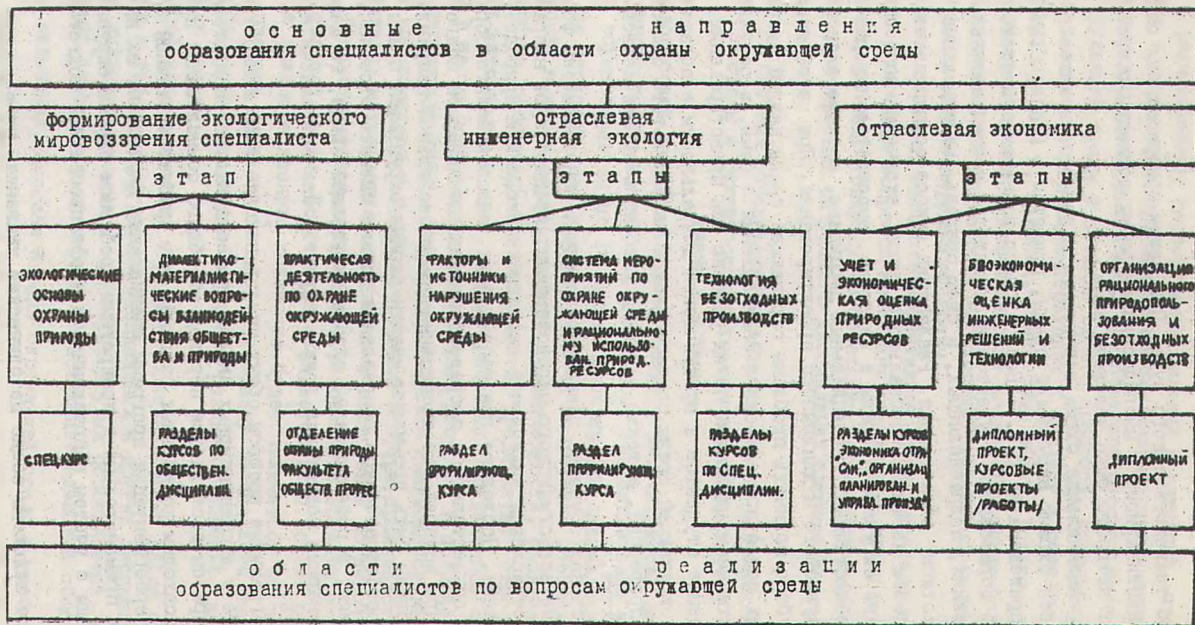 основные направления
образования специалистов в области охраны окружающей среды
формирование экологического
мировоззрения специалиста
отраслевая
инженерная экология
отраслевая экономика
этап
этапы
этапы
ЭКОЛОГИЧЕСКИЕ
ОСНОВЫ
ОХРАНЫ
ПРИРОДЫ
ДИАЛЕКТИКО-
МАТЕРИАЛИСТИ-
ЧЕСКИЕ ВОПРО-
СЫ ВЗАИМОДЕЙ-
СТВИЯ ОБЩЕСТ-
ВА И ПРИРОДЫ
ПРАКТИЧЕСАЯ
ДЕЯТЕЛЬНОСТЬ
ПО ОХРАНЕ
ОКРУЖАЮЩЕЙ
СРЕДЫ
ФАКТОРЫ И
ИСТОЧНИКИ
НАРУШЕНИЯ
ОКРУЖАЮЩЕЙ
СРЕДЫ
СИСТЕМА МЕРО-
ПРИЯТИЙ ПО
ОХРАНЕ ОКРУ-
ЖАЮЩЕЙ СРЕДЫ
И РАЦИОНАЛЬНО-
МУ ИСПОЛЬЗО-
ВАН. ПРИРОД.
РЕСУРСОВ
ТЕХНОЛОГИЯ
БЕЗОТХОДНЫХ
ПРОИЗВОДСТВ
УЧЕТ И
ЭКОНОМИЧЕС-
КАЯ ОЦЕНКА
ПРИРОДНЫХ
РЕСУРСОВ
БИОЭКОНОМИ-
ЧЕСКАЯ
ОЦЕНКА
ИНЖЕНЕРНЫХ
РЕШЕНИЙ И
ТЕХНОЛОГИИ
ОРГАНИЗАЦИЯ
РАЦИОНАЛЬНОГО
ПРИРОДОПОЛЬ-
ЗОВАНИЯ И
БЕЗОТХОДНЫХ
ПРОИЗВОДСТВ
СПЕЦКУРС
РАЗДЕЛЫ
КУРСОВ ПО
ОБЩЕСТВЕН.
ДИСЦИПЛИН.
ОТДЕЛЕНИЕ
ОХРАНЫ ПРИРОДЫ
ФАКУЛЬТЕТА
ОБЩЕСТВ. ПРОФЕС.
РАЗДЕЛ
ПРОФИЛИРУЮЩ.
КУРСА
РАЗДЕЛ
ПРОФИЛИРУЮЩ.
КУРСА
РАЗДЕЛЫ
КУРСОВ
ПО СПЕЦ.
ДИСЦИПЛИН.
РАЗДЕЛЫ КУРСОВ
„ЭКОНОМИКА ОТРА-
СЛИ", ОРГАНИЗАЦ.
ПЛАНИРОВАН. И
УПРАВЛ. ПРОИЗВ"
ДИПЛОМНЫЙ
ПРОЕКТ,
КУРСОВЫЕ
ПРОЕКТЫ
/РАБОТЫ/
ДИПЛОМНЫЙ
ПРОЕКТ
области реализации
образования специалистов по вопросам окружающей среды